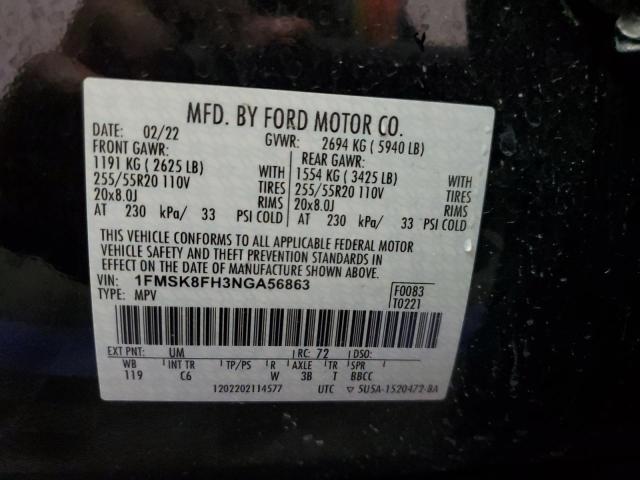 MFD. BY FORD MOTOR CO.
DATE: 02/22 GVWR: 2694 KG ( 5940 LB)
FRONT GAWR: REAR GAWR:
1191 KG ( 2625 LB) WITH 1554 KG ( 3425 LB) WITH
255/55R20 110V TIRES 255/55R20 110V TIRES
20x8.0J RIMS 20x8.0J RIMS
AT 230 kPa/ 33 PSI COLD AT 230 kPa/ 33 PSI COLD
THIS VEHICLE CONFORMS TO ALL APPLICABLE FEDERAL MOTOR
VEHICLE SAFETY AND THEFT PREVENTION STANDARDS IN
EFFECT ON THE DATE OF MANUFACTURE SHOWN ABOVE.
VIN: 1FMSK8FH3NGA56863 F0083
TYPE: MPV T0221
EXT PNT: UM RC: 72 DSO:
WB INT TR TP/PS R AXLE TR SPR
119 C6 W 3B T BBCC
1202202114577 UTC 5U5A-1520472-BA